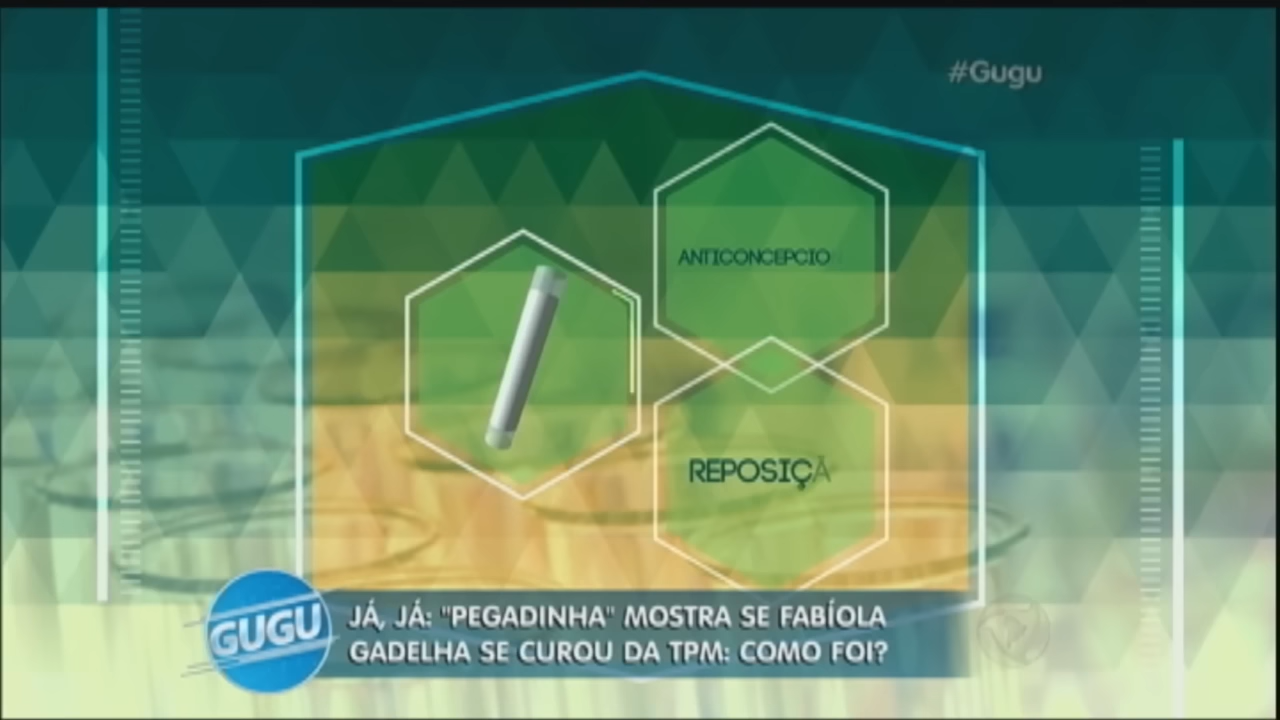 #Gugu
ANTICONCEPCIO
REPOSIÇÃ
GUGU
JÁ, JÁ: "PEGADINHA" MOSTRA SE FABÍOLA
GADELHA SE CUROU DA TPM: COMO FOI?